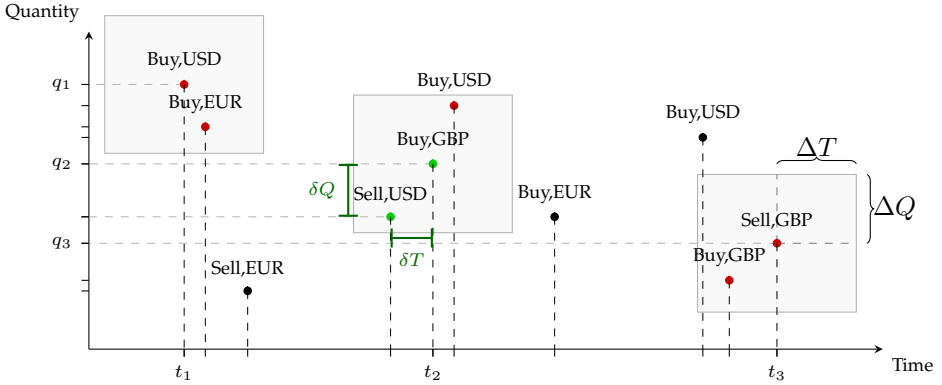 Quantity
Buy,USD
q1
Buy,EUR
Sell,EUR
Buy,USD
Buy,GBP
q2
δQ
Sell,USD
δT
Buy,EUR
Buy,USD
ΔT
ΔQ
Sell,GBP
q3
Buy,GBP
t1
t2
t3
Time